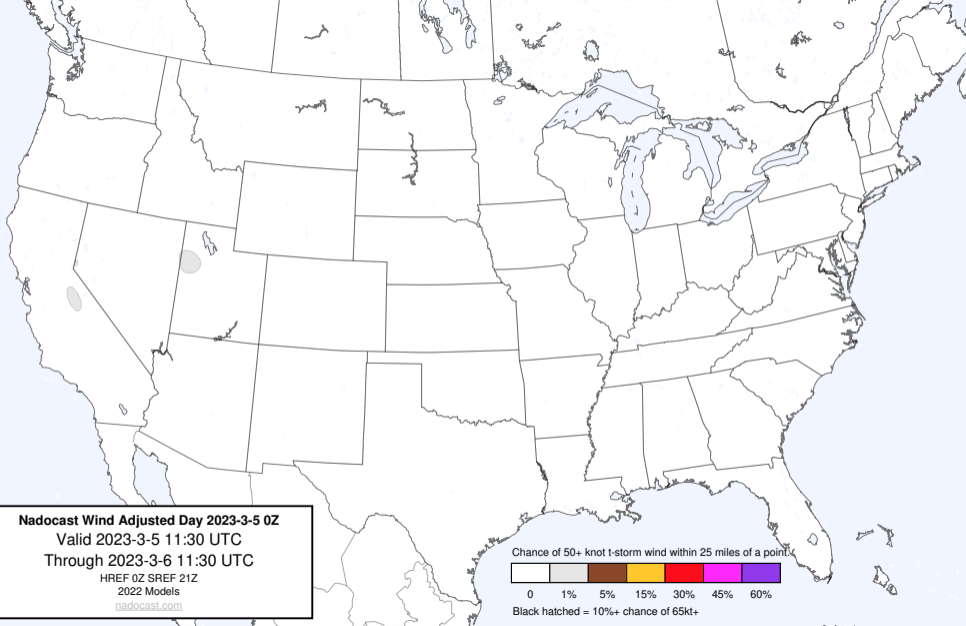 Nadocast Wind Adjusted Day 2023-3-5 0Z
Valid 2023-3-5 11:30 UTC
Through 2023-3-6 11:30 UTC
HREF 0Z SREF 21Z
2022 Models
nadocast.com
Chance of 50+ knot t-storm wind within 25 miles of a point.
0 1% 5% 15% 30% 45% 60%
Black hatched = 10%+ chance of 65kt+